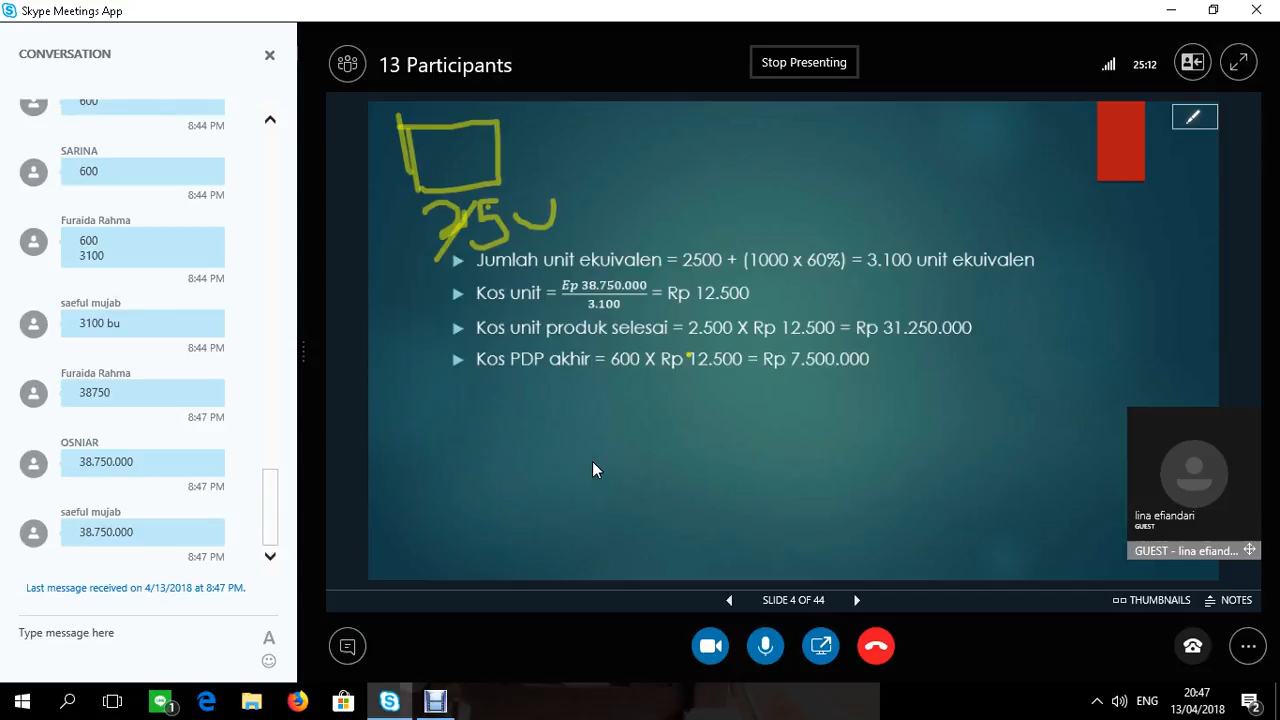 Skype Meetings App
CONVERSATION
600
8:44 PM
SARINA
600
8:44 PM
Furaida Rahma
600
3100
8:44 PM
saeful mujab
3100 bu
8:44 PM
Furaida Rahma
38750
8:47 PM
OSNIAR
38.750.000
8:47 PM
saeful mujab
38.750.000
8:47 PM
Last message received on 4/13/2018 at 8:47 PM.
Type message here
A
13 Participants
Stop Presenting
25:12
Jumlah unit ekuivalen = 2500 + (1000 x 60%) = 3.100 unit ekuivalen
Kos unit = Ep 38.750.000 / 3.100 = Rp 12.500
Kos unit produk selesai = 2.500 X Rp 12.500 = Rp 31.250.000
Kos PDP akhir = 600 X Rp 12.500 = Rp 7.500.000
lina efiandari
GUEST
GUEST - lina efiand...
SLIDE 4 OF 44
THUMBNAILS
NOTES
1
ENG
20:47
13/04/2018
2